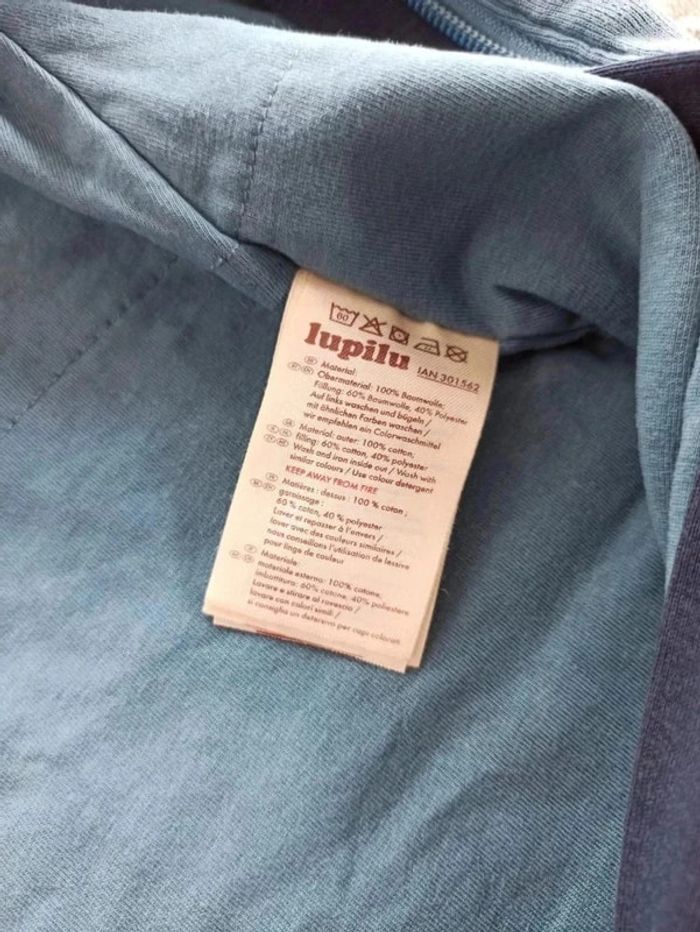 60
lupilu IAN 301562
DE Material:
Obermaterial: 100% Baumwolle;
Füllung: 60% Baumwolle, 40% Polyester
Auf links waschen und bügeln /
mit ähnlichen Farben waschen /
wir empfehlen ein Colorwaschmittel
GB Material: outer: 100% cotton;
filling: 60% cotton, 40% polyester
Wash and iron inside out / Wash with
similar colours / Use colour detergent
KEEP AWAY FROM FIRE
Matières : dessus : 100 % coton ;
garnissage :
60 % coton, 40 % polyester
Laver et repasser à l'envers /
laver avec des couleurs similaires /
nous conseillons l'utilisation de lessive
pour linge de couleur
Materiale:
materiale esterno: 100% cotone,
imbottitura: 60% cotone, 40% poliestere
Lavare e stirare al rovescio /
lavare con colori simili /
si consiglia un detersivo per capi colorati